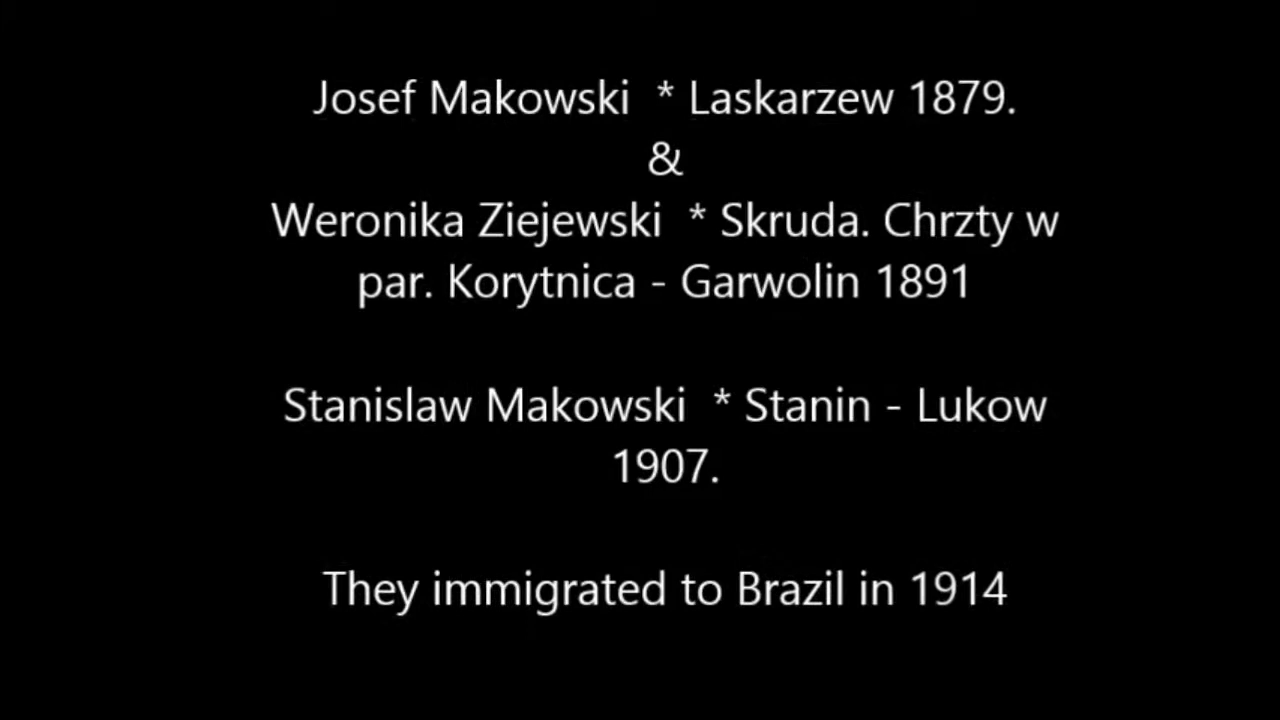 Josef Makowski * Laskarzew 1879.
&
Weronika Ziejewski * Skruda. Chrzty w
par. Korytnica - Garwolin 1891
Stanislaw Makowski * Stanin - Lukow
1907.
They immigrated to Brazil in 1914